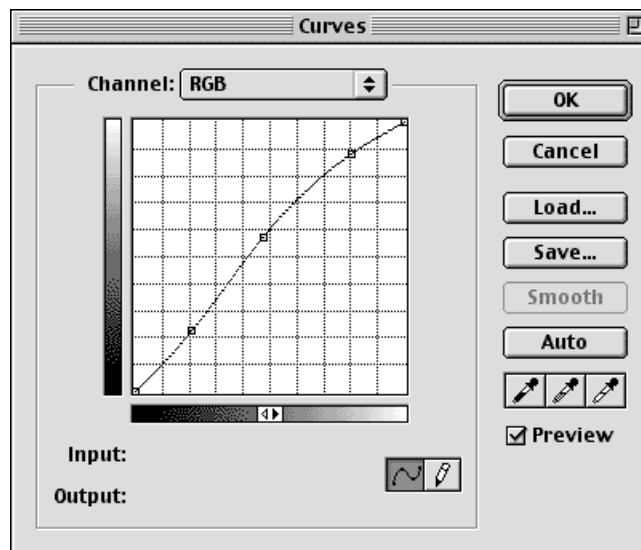 Curves
Channel: RGB
OK
Cancel
Load...
Save...
Smooth
Auto
Preview
Input:
Output: